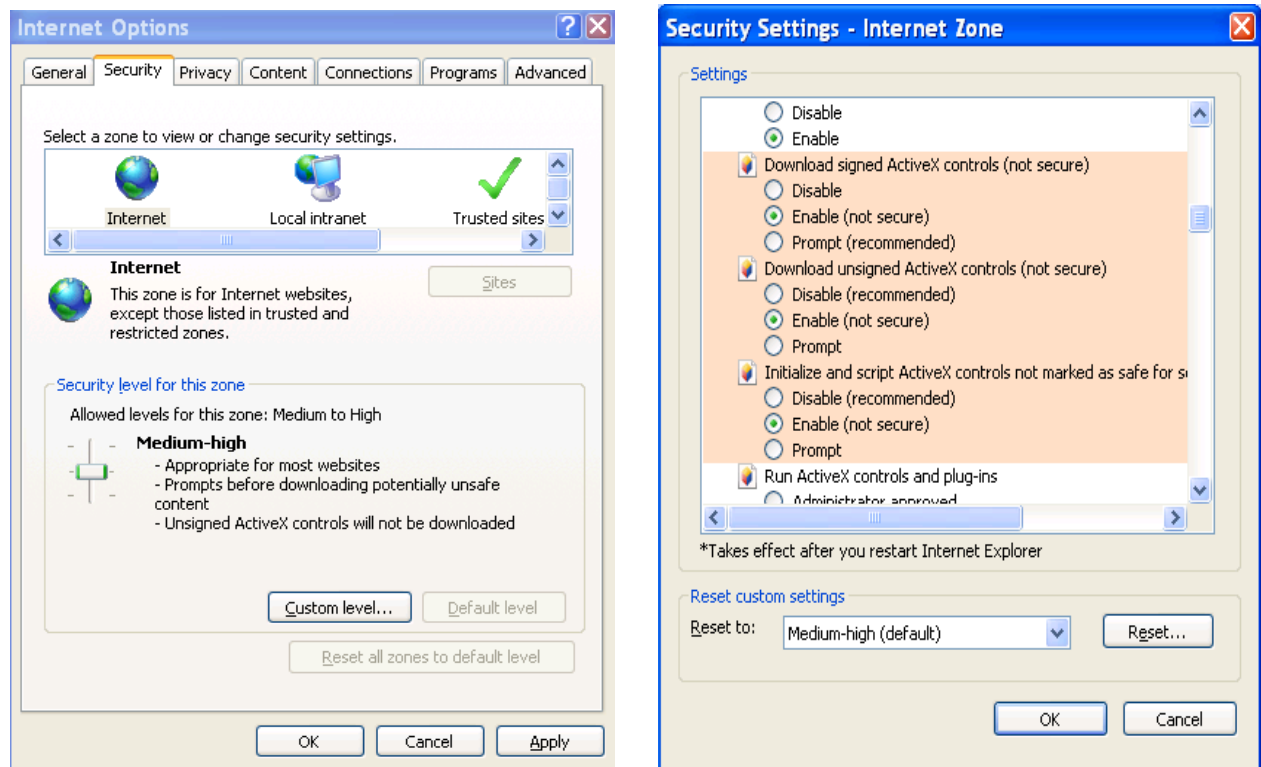 Internet Options
General Security Privacy Content Connections Programs Advanced
Select a zone to view or change security settings.
Internet Local intranet Trusted sites
Internet
Sites
This zone is for Internet websites,
except those listed in trusted and
restricted zones.
Security level for this zone
Allowed levels for this zone: Medium to High
Medium-high
- Appropriate for most websites
- Prompts before downloading potentially unsafe
content
- Unsigned ActiveX controls will not be downloaded
Custom level... Default level
Reset all zones to default level
OK Cancel Apply
Security Settings - Internet Zone
Settings
Disable
Enable
Download signed ActiveX controls (not secure)
Disable
Enable (not secure)
Prompt (recommended)
Download unsigned ActiveX controls (not secure)
Disable (recommended)
Enable (not secure)
Prompt
Initialize and script ActiveX controls not marked as safe for
Disable (recommended)
Enable (not secure)
Prompt
Run ActiveX controls and plug-ins
Administrator approved
*Takes effect after you restart Internet Explorer
Reset custom settings
Reset to: Medium-high (default) Reset...
OK Cancel